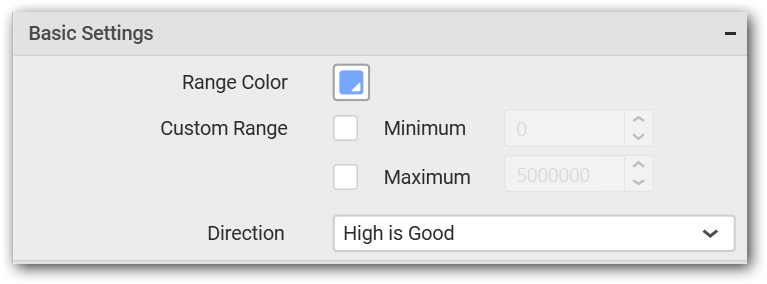 Basic Settings
Range Color
Custom Range Minimum 0
Maximum 5000000
Direction High is Good